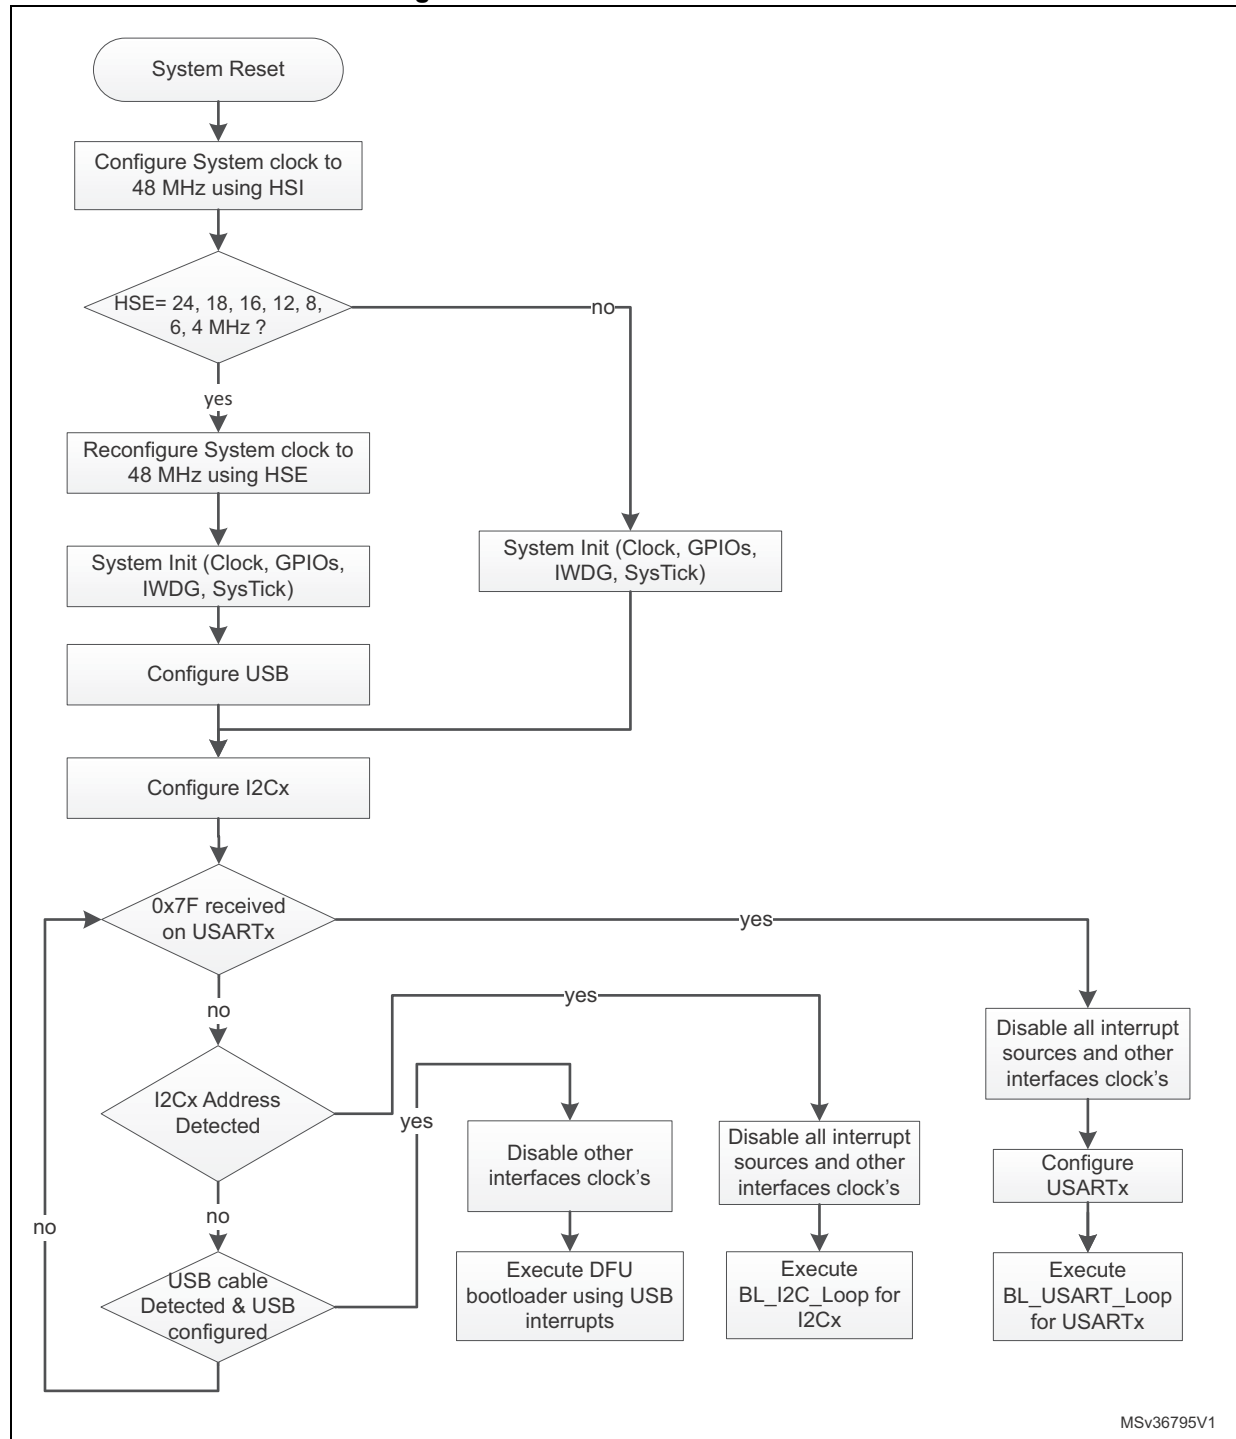 System Reset
Configure System clock to
48 MHz using HSI
HSE= 24, 18, 16, 12, 8,
6, 4 MHz ?
no
yes
Reconfigure System clock to
48 MHz using HSE
System Init (Clock, GPIOs,
IWDG, SysTick)
System Init (Clock, GPIOs,
IWDG, SysTick)
Configure USB
Configure I2Cx
0x7F received
on USARTx
yes
no
yes
I2Cx Address
Detected
yes
no
no
USB cable
Detected & USB
configured
Disable other
interfaces clock's
Execute DFU
bootloader using USB
interrupts
Disable all interrupt
sources and other
interfaces clock's
Execute
BL_I2C_Loop for
I2Cx
Disable all interrupt
sources and other
interfaces clock's
Configure
USARTx
Execute
BL_USART_Loop
for USARTx
MSv36795V1